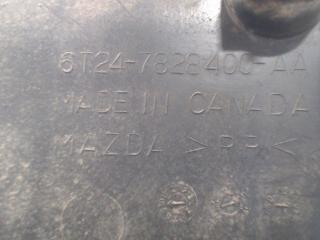 6T24-7828400-AA
MADE IN CANADA
MAZDA >PP<